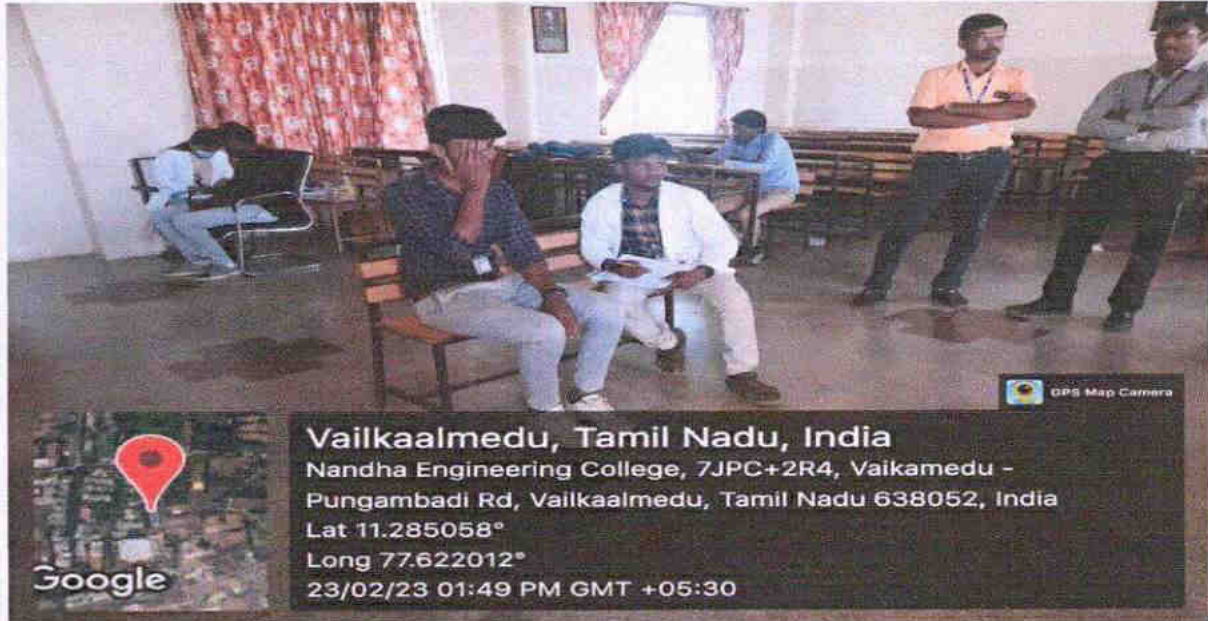 GPS Map Camera
Vailkaalmedu, Tamil Nadu, India
Nandha Engineering College, 7JPC+2R4, Vaikamedu -
Pungambadi Rd, Vailkaalmedu, Tamil Nadu 638052, India
Lat 11.285058°
Long 77.622012°
23/02/23 01:49 PM GMT +05:30
Google